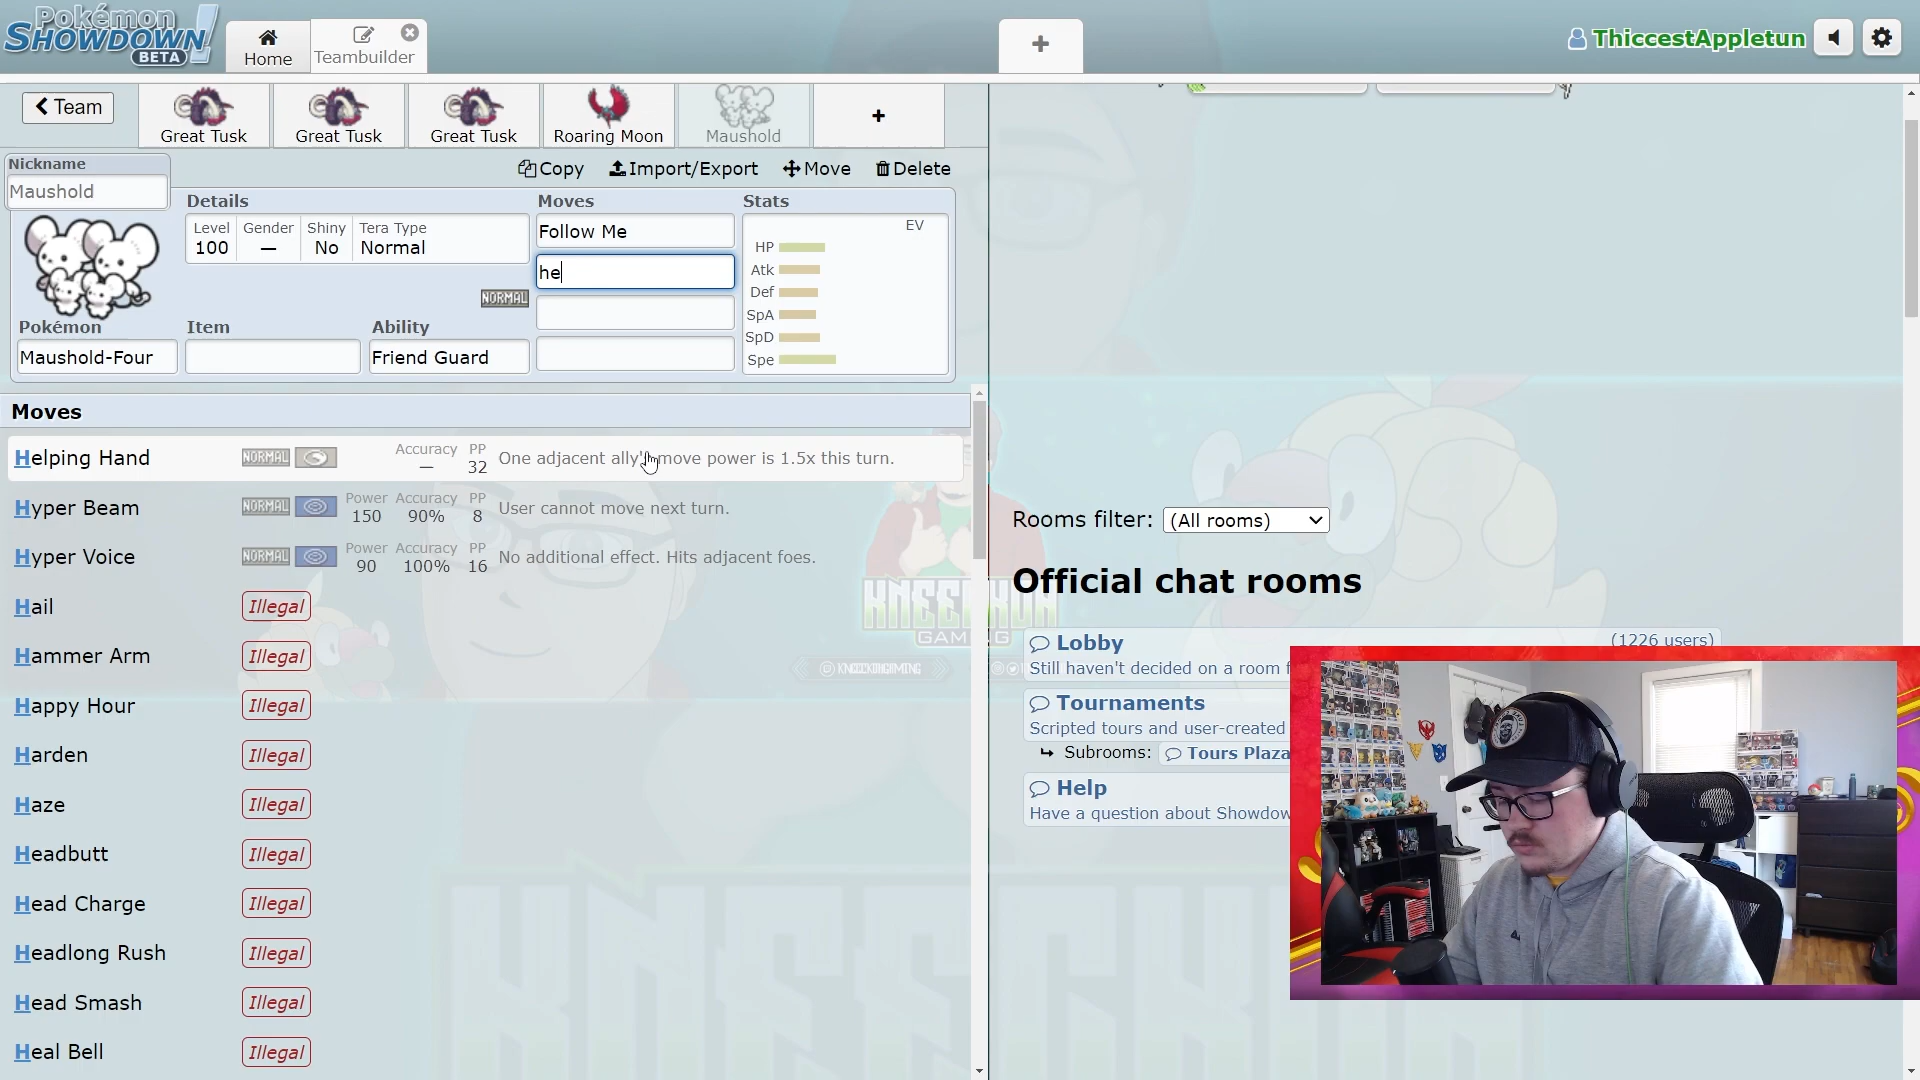 Pokémon
SHOWDOWN!
BETA
Home
Teambuilder
+
ThiccestAppletun
Team
Great Tusk
Great Tusk
Great Tusk
Roaring Moon
Maushold
+
Nickname
Maushold
Copy
Import/Export
Move
Delete
Details
Level
100
Gender
—
Shiny
No
Tera Type
Normal
NORMAL
Pokémon
Maushold-Four
Item
Ability
Friend Guard
Moves
Follow Me
he
Stats
EV
HP
Atk
Def
SpA
SpD
Spe
Moves
Helping Hand NORMAL Accuracy — PP 32 One adjacent ally's move power is 1.5x this turn.
Hyper Beam NORMAL Power 150 Accuracy 90% PP 8 User cannot move next turn.
Hyper Voice NORMAL Power 90 Accuracy 100% PP 16 No additional effect. Hits adjacent foes.
Hail Illegal
Hammer Arm Illegal
Happy Hour Illegal
Harden Illegal
Haze Illegal
Headbutt Illegal
Head Charge Illegal
Headlong Rush Illegal
Head Smash Illegal
Heal Bell Illegal
KNEECKOH
GAMING
KNEECKOHGAMING
Rooms filter: (All rooms)
Official chat rooms
Lobby (1226 users)
Still haven't decided on a room f
Tournaments
Scripted tours and user-created
Subrooms: Tours Plaza
Help
Have a question about Showdow